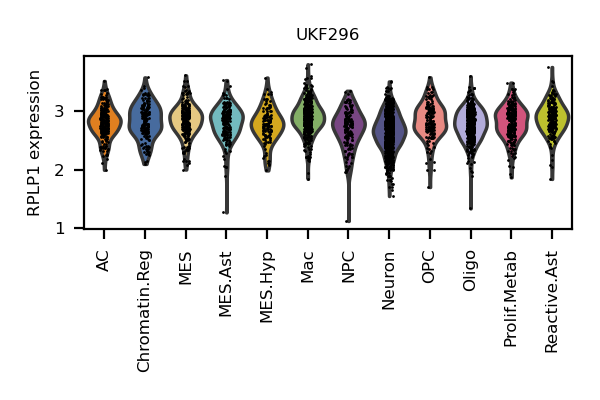 UKF296
RPLP1 expression
3
2
1
AC
Chromatin.Reg
MES
MES.Ast
MES.Hyp
Mac
NPC
Neuron
OPC
Oligo
Prolif.Metab
Reactive.Ast